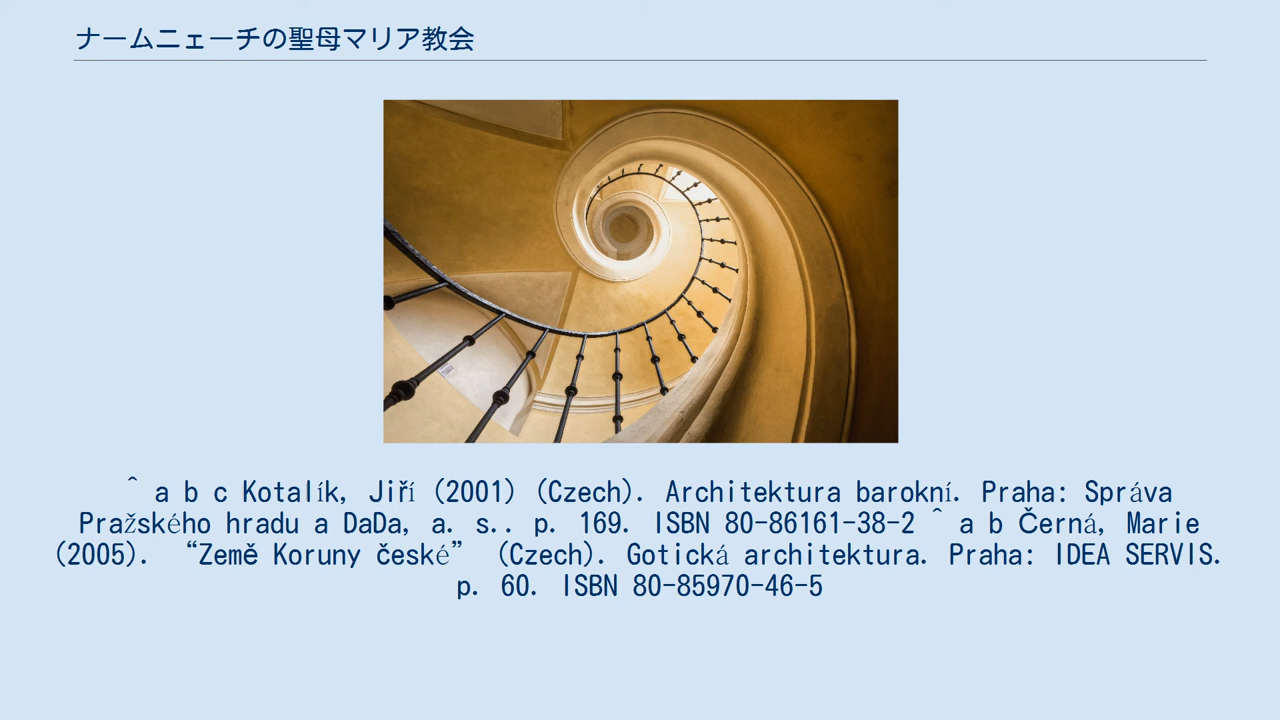 ナームニェーチの聖母マリア教会
^ a b c Kotalík, Jiří (2001) (Czech). Architektura barokní. Praha: Správa
Pražského hradu a DaDa, a. s.. p. 169. ISBN 80-86161-38-2 ^ a b Černá, Marie
(2005). “Země Koruny české” (Czech). Gotická architektura. Praha: IDEA SERVIS.
p. 60. ISBN 80-85970-46-5